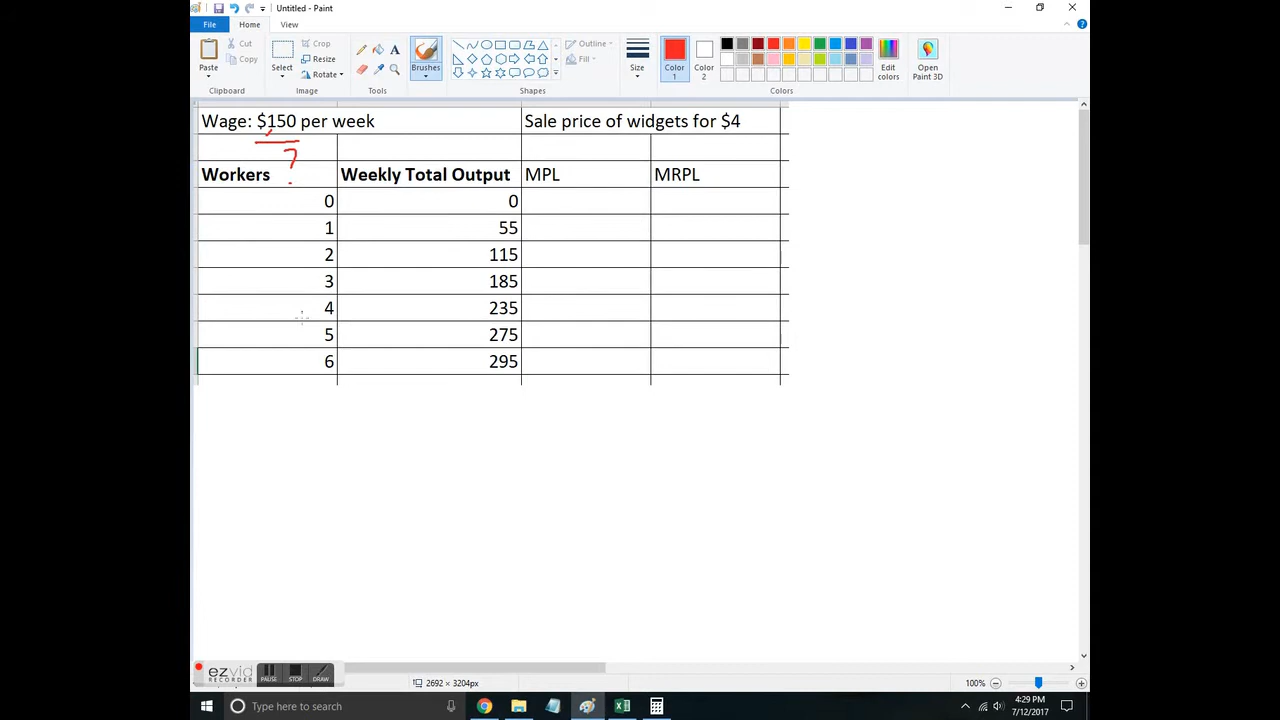 Untitled - Paint
File Home View
Paste
Cut
Copy
Clipboard
Select
Crop
Resize
Rotate
Image
Tools
Brushes
Shapes
Outline
Fill
Size
Color 1
Color 2
Colors
Edit colors
Open Paint 3D
Wage: $150 per week Sale price of widgets for $4
?
Workers Weekly Total Output MPL MRPL
0 0
1 55
2 115
3 185
4 235
5 275
6 295
ezvid RECORDER PAUSE STOP DRAW
2692 × 3204px 100%
Type here to search
4:29 PM
7/12/2017